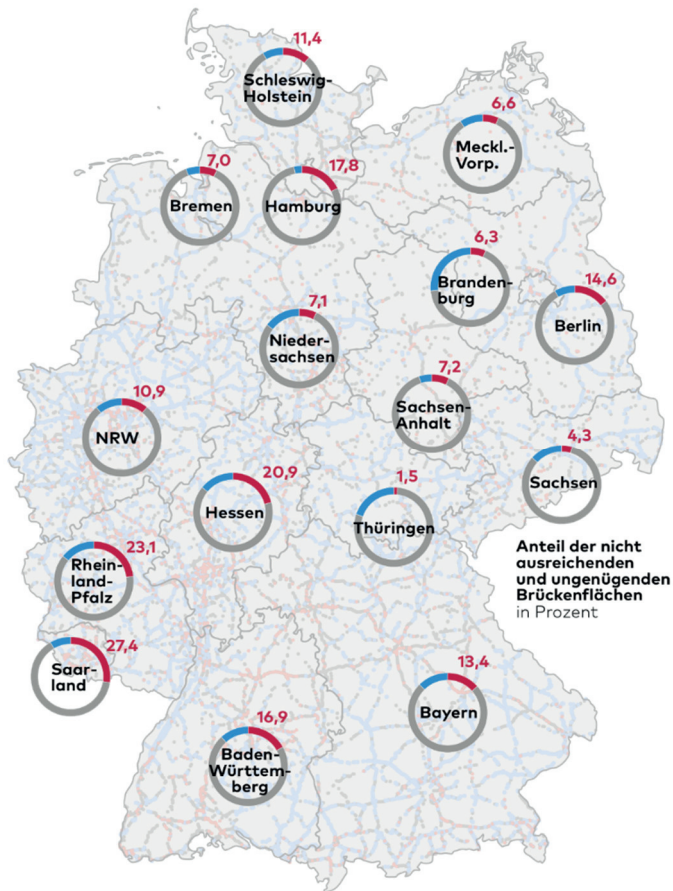 11,4
Schleswig-
Holstein
6,6
Meckl.-
Vorp.
7,0
Bremen
17,8
Hamburg
6,3
Branden-
burg
14,6
Berlin
7,1
Nieder-
sachsen
7,2
Sachsen-
Anhalt
10,9
NRW
4,3
Sachsen
20,9
Hessen
1,5
Thüringen
Anteil der nicht
ausreichenden
und ungenügenden
Brückenflächen
in Prozent
23,1
Rhein-
land-
Pfalz
27,4
Saar-
land
13,4
Bayern
16,9
Baden-
Württem-
berg